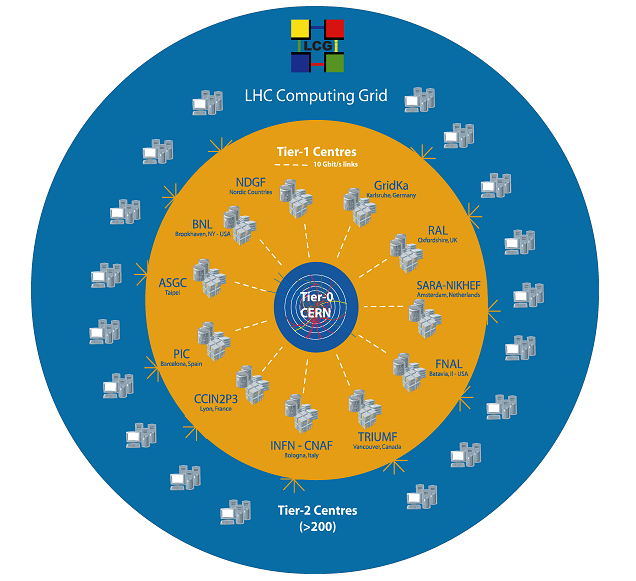 LCG
LHC Computing Grid
Tier-1 Centres
10 Gbit/s links
NDGF
Nordic Countries
GridKa
Karlsruhe, Germany
BNL
Brookhaven, NY - USA
RAL
Oxfordshire, UK
ASGC
Taipei
SARA-NIKHEF
Amsterdam, Netherlands
Tier-0
CERN
PIC
Barcelona, Spain
FNAL
Batavia, Il - USA
CCIN2P3
Lyon, France
TRIUMF
Vancouver, Canada
INFN - CNAF
Bologna, Italy
Tier-2 Centres
(>200)